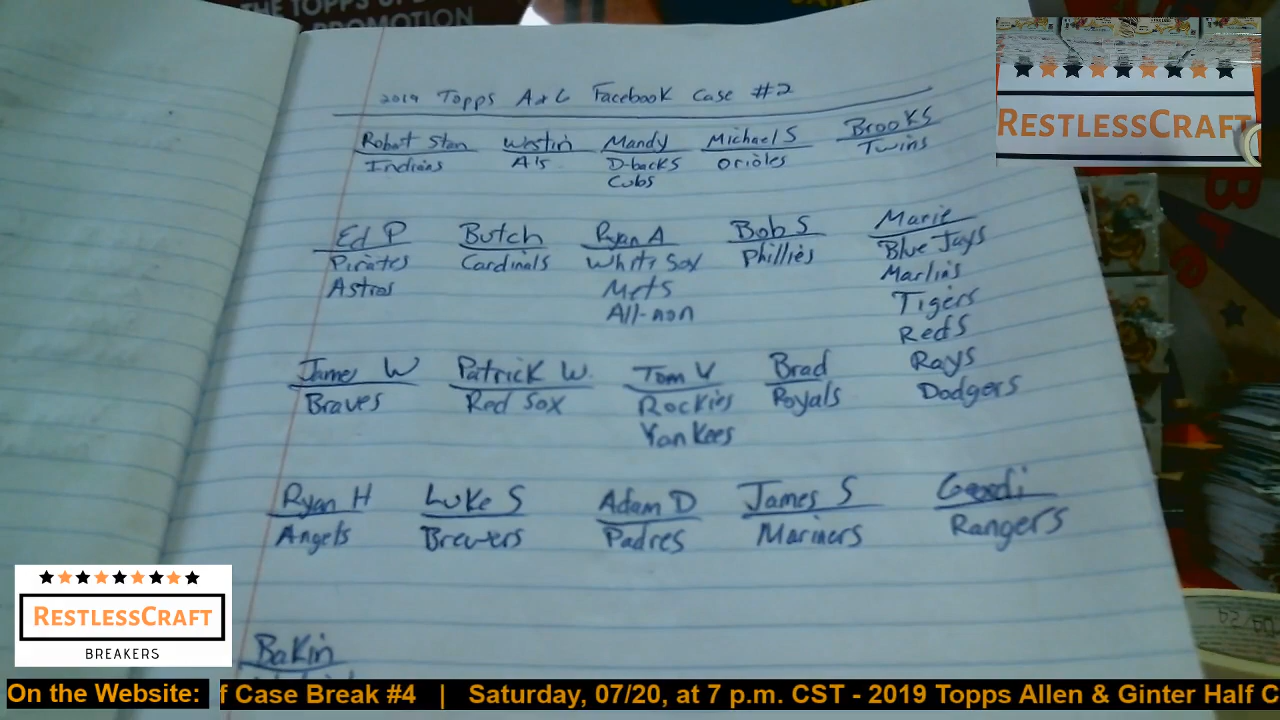 THE TOPPS
PROMOTION
2019 Topps A&G Facebook Case #2
Robot Stan Westin Mandy Michael S Brooks
Indians A's D-backs Orioles Twins
Cubs
Ed P Butch Ryan A Bob S Marie
Pirates Cardinals White Sox Phillies Blue Jays
Astros Mets Marlins
All-non Tigers
Reds
James W Patrick W. Tom V Brad Rays
Braves Red Sox Rockies Royals Dodgers
Yankees
Ryan H Luke S Adam D James S
Angels Brewers Padres Mariners Rangers
Bakin
RESTLESSCRAFT
RESTLESSCRAFT
BREAKERS
On the Website: f Case Break #4 | Saturday, 07/20, at 7 p.m. CST - 2019 Topps Allen & Ginter Half C